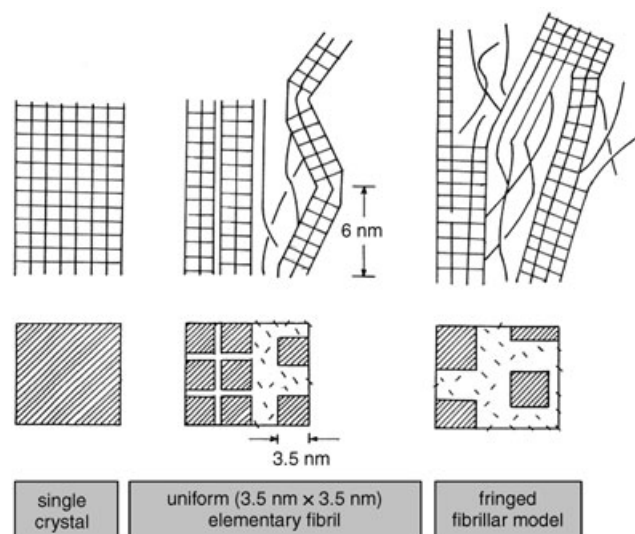 6 nm
3.5 nm
single
crystal
uniform (3.5 nm × 3.5 nm)
elementary fibril
fringed
fibrillar model